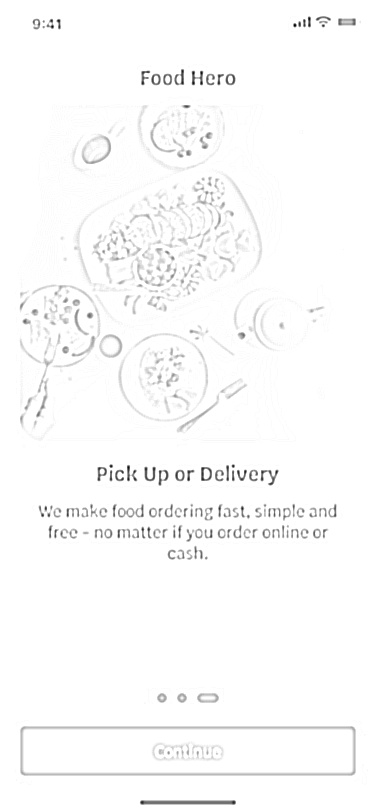 9:41
Food Hero
Pick Up or Delivery
We make food ordering fast, simple and
free - no matter if you order online or
cash.
Continue